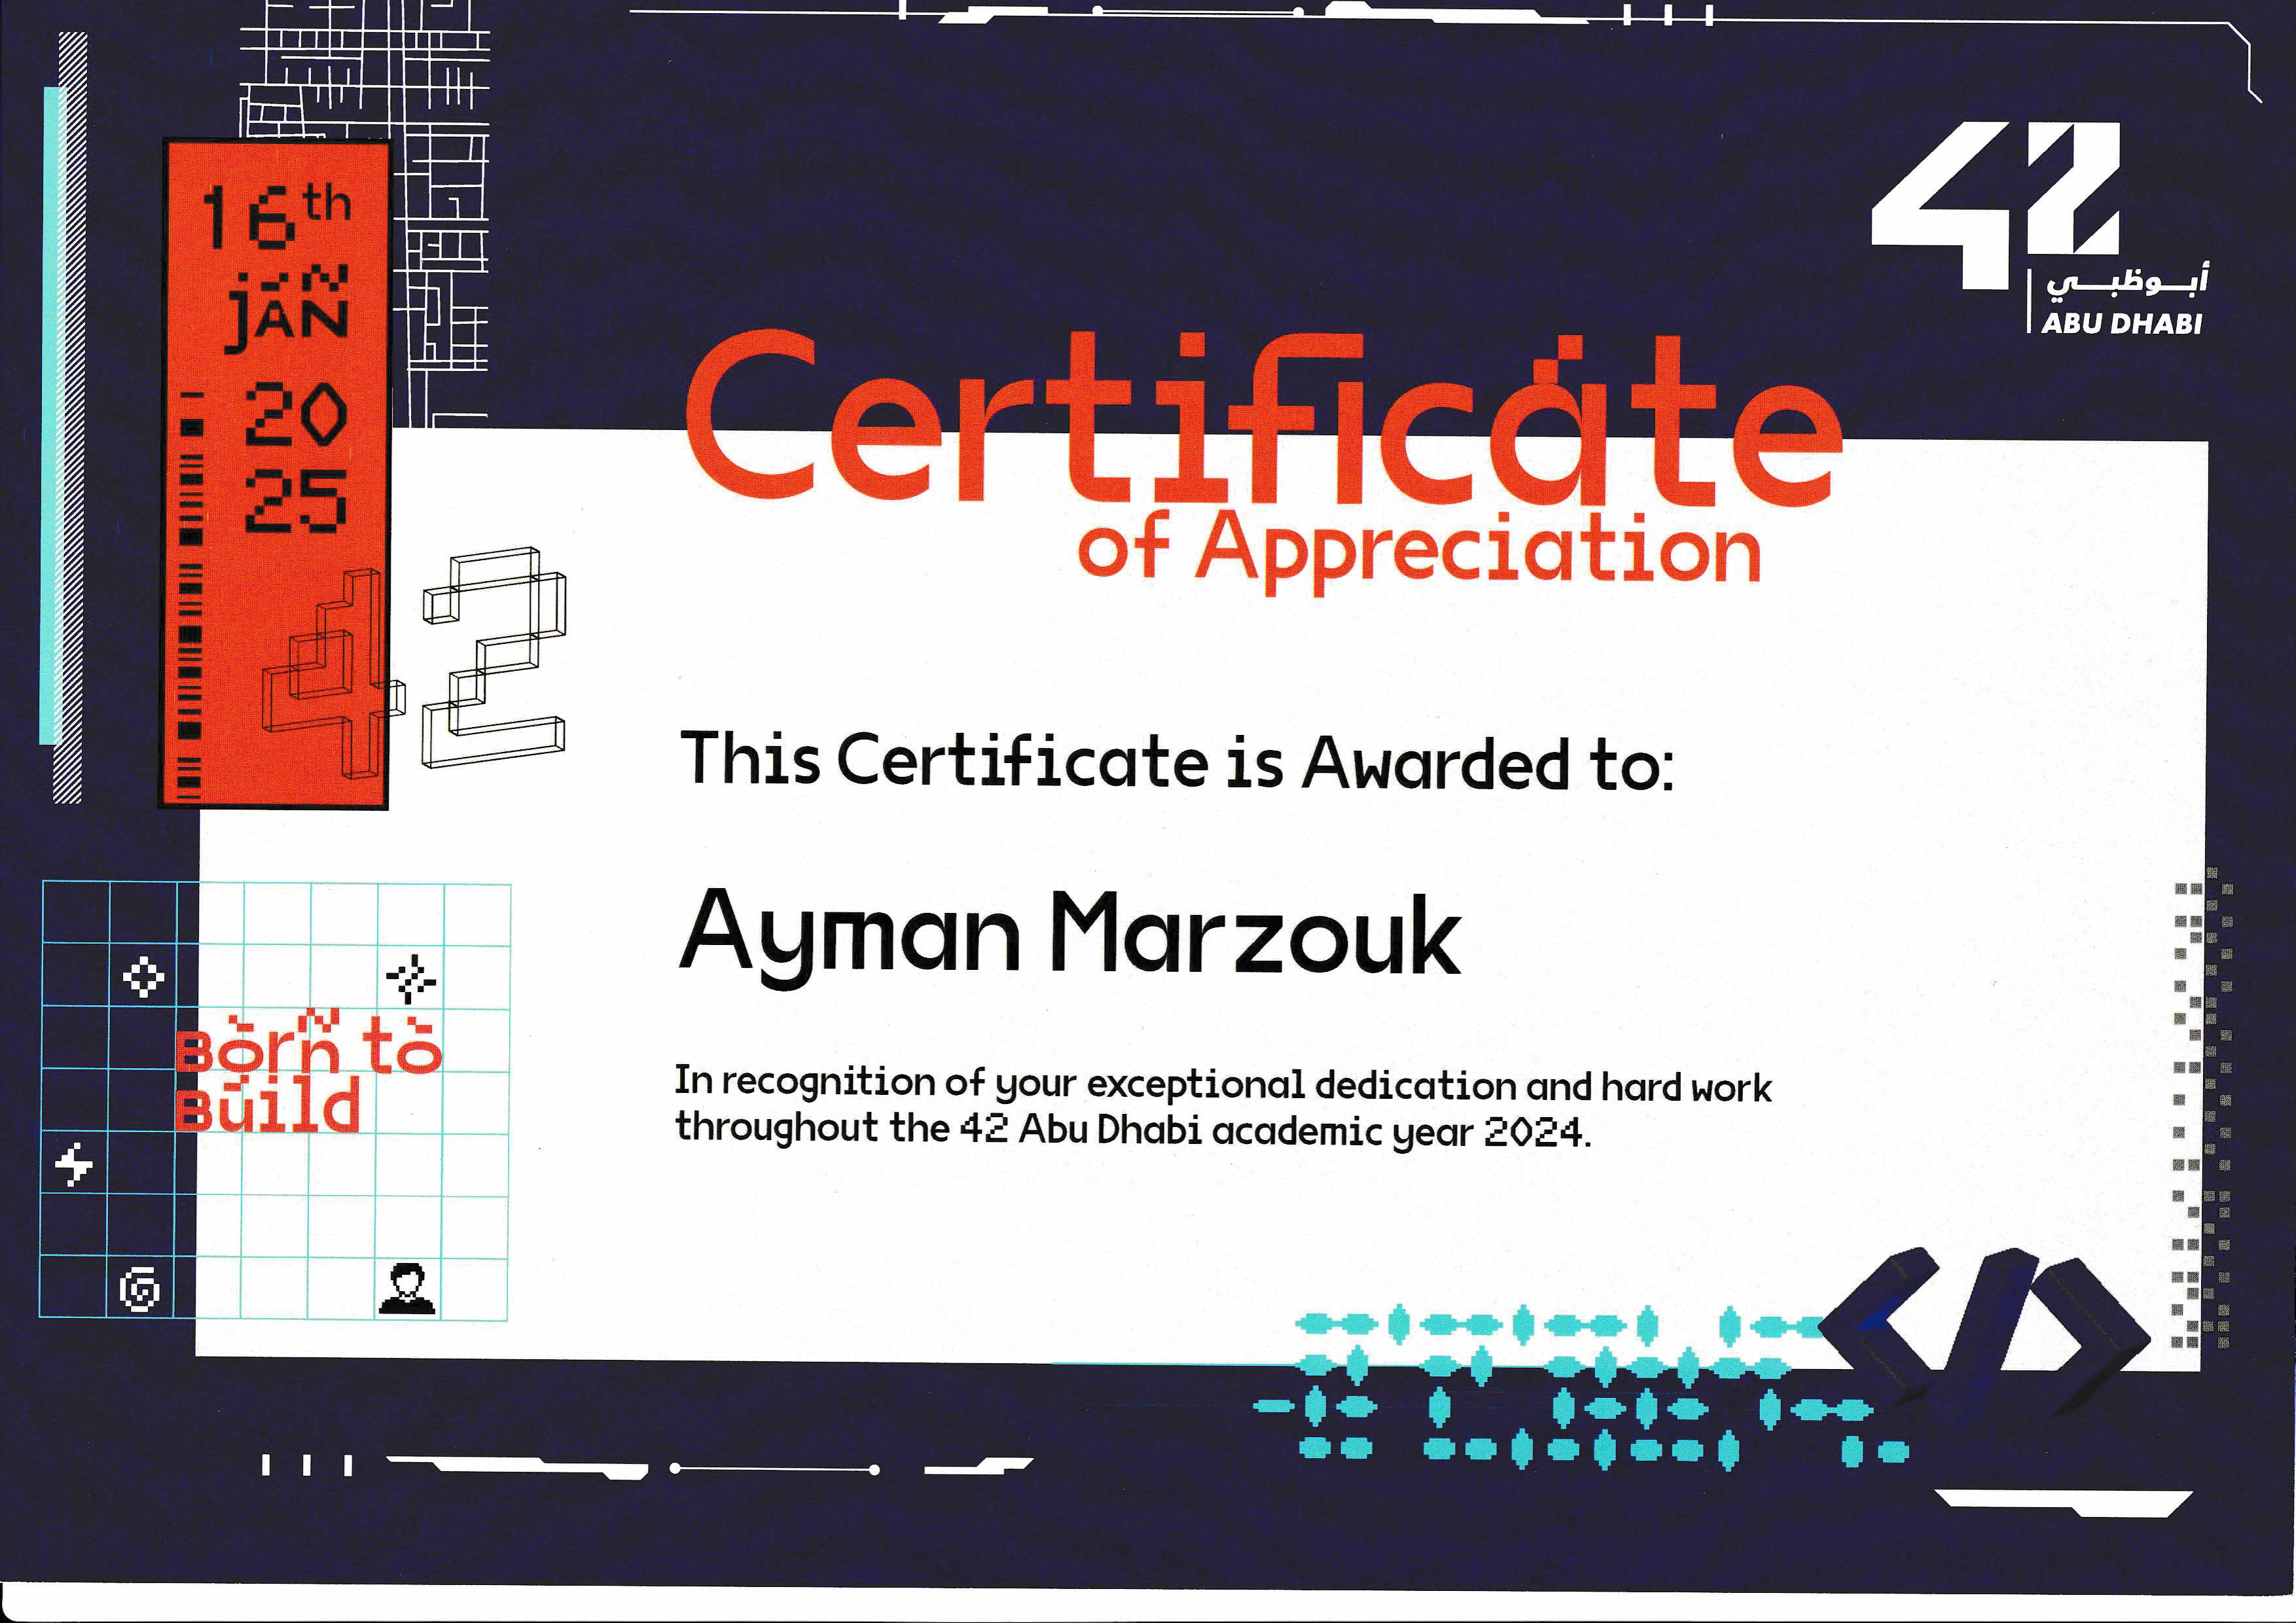 16th
JAN
20
25
42
42
أبوظبي
ABU DHABI
Certificate
of Appreciation
This Certificate is Awarded to:
Ayman Marzouk
In recognition of your exceptional dedication and hard work
throughout the 42 Abu Dhabi academic year 2024.
Born to
Build